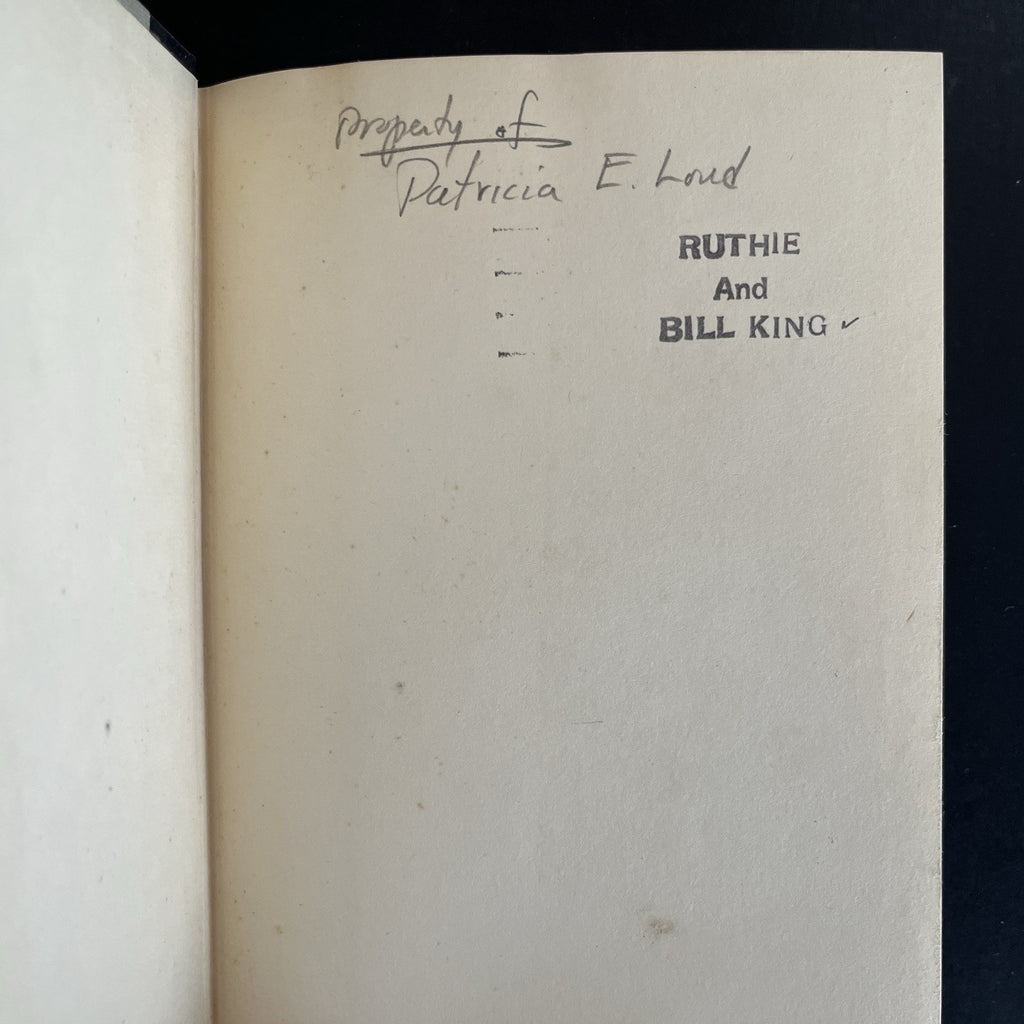 Property of
Patricia E. Loud
RUTHIE
And
BILL KING ✓